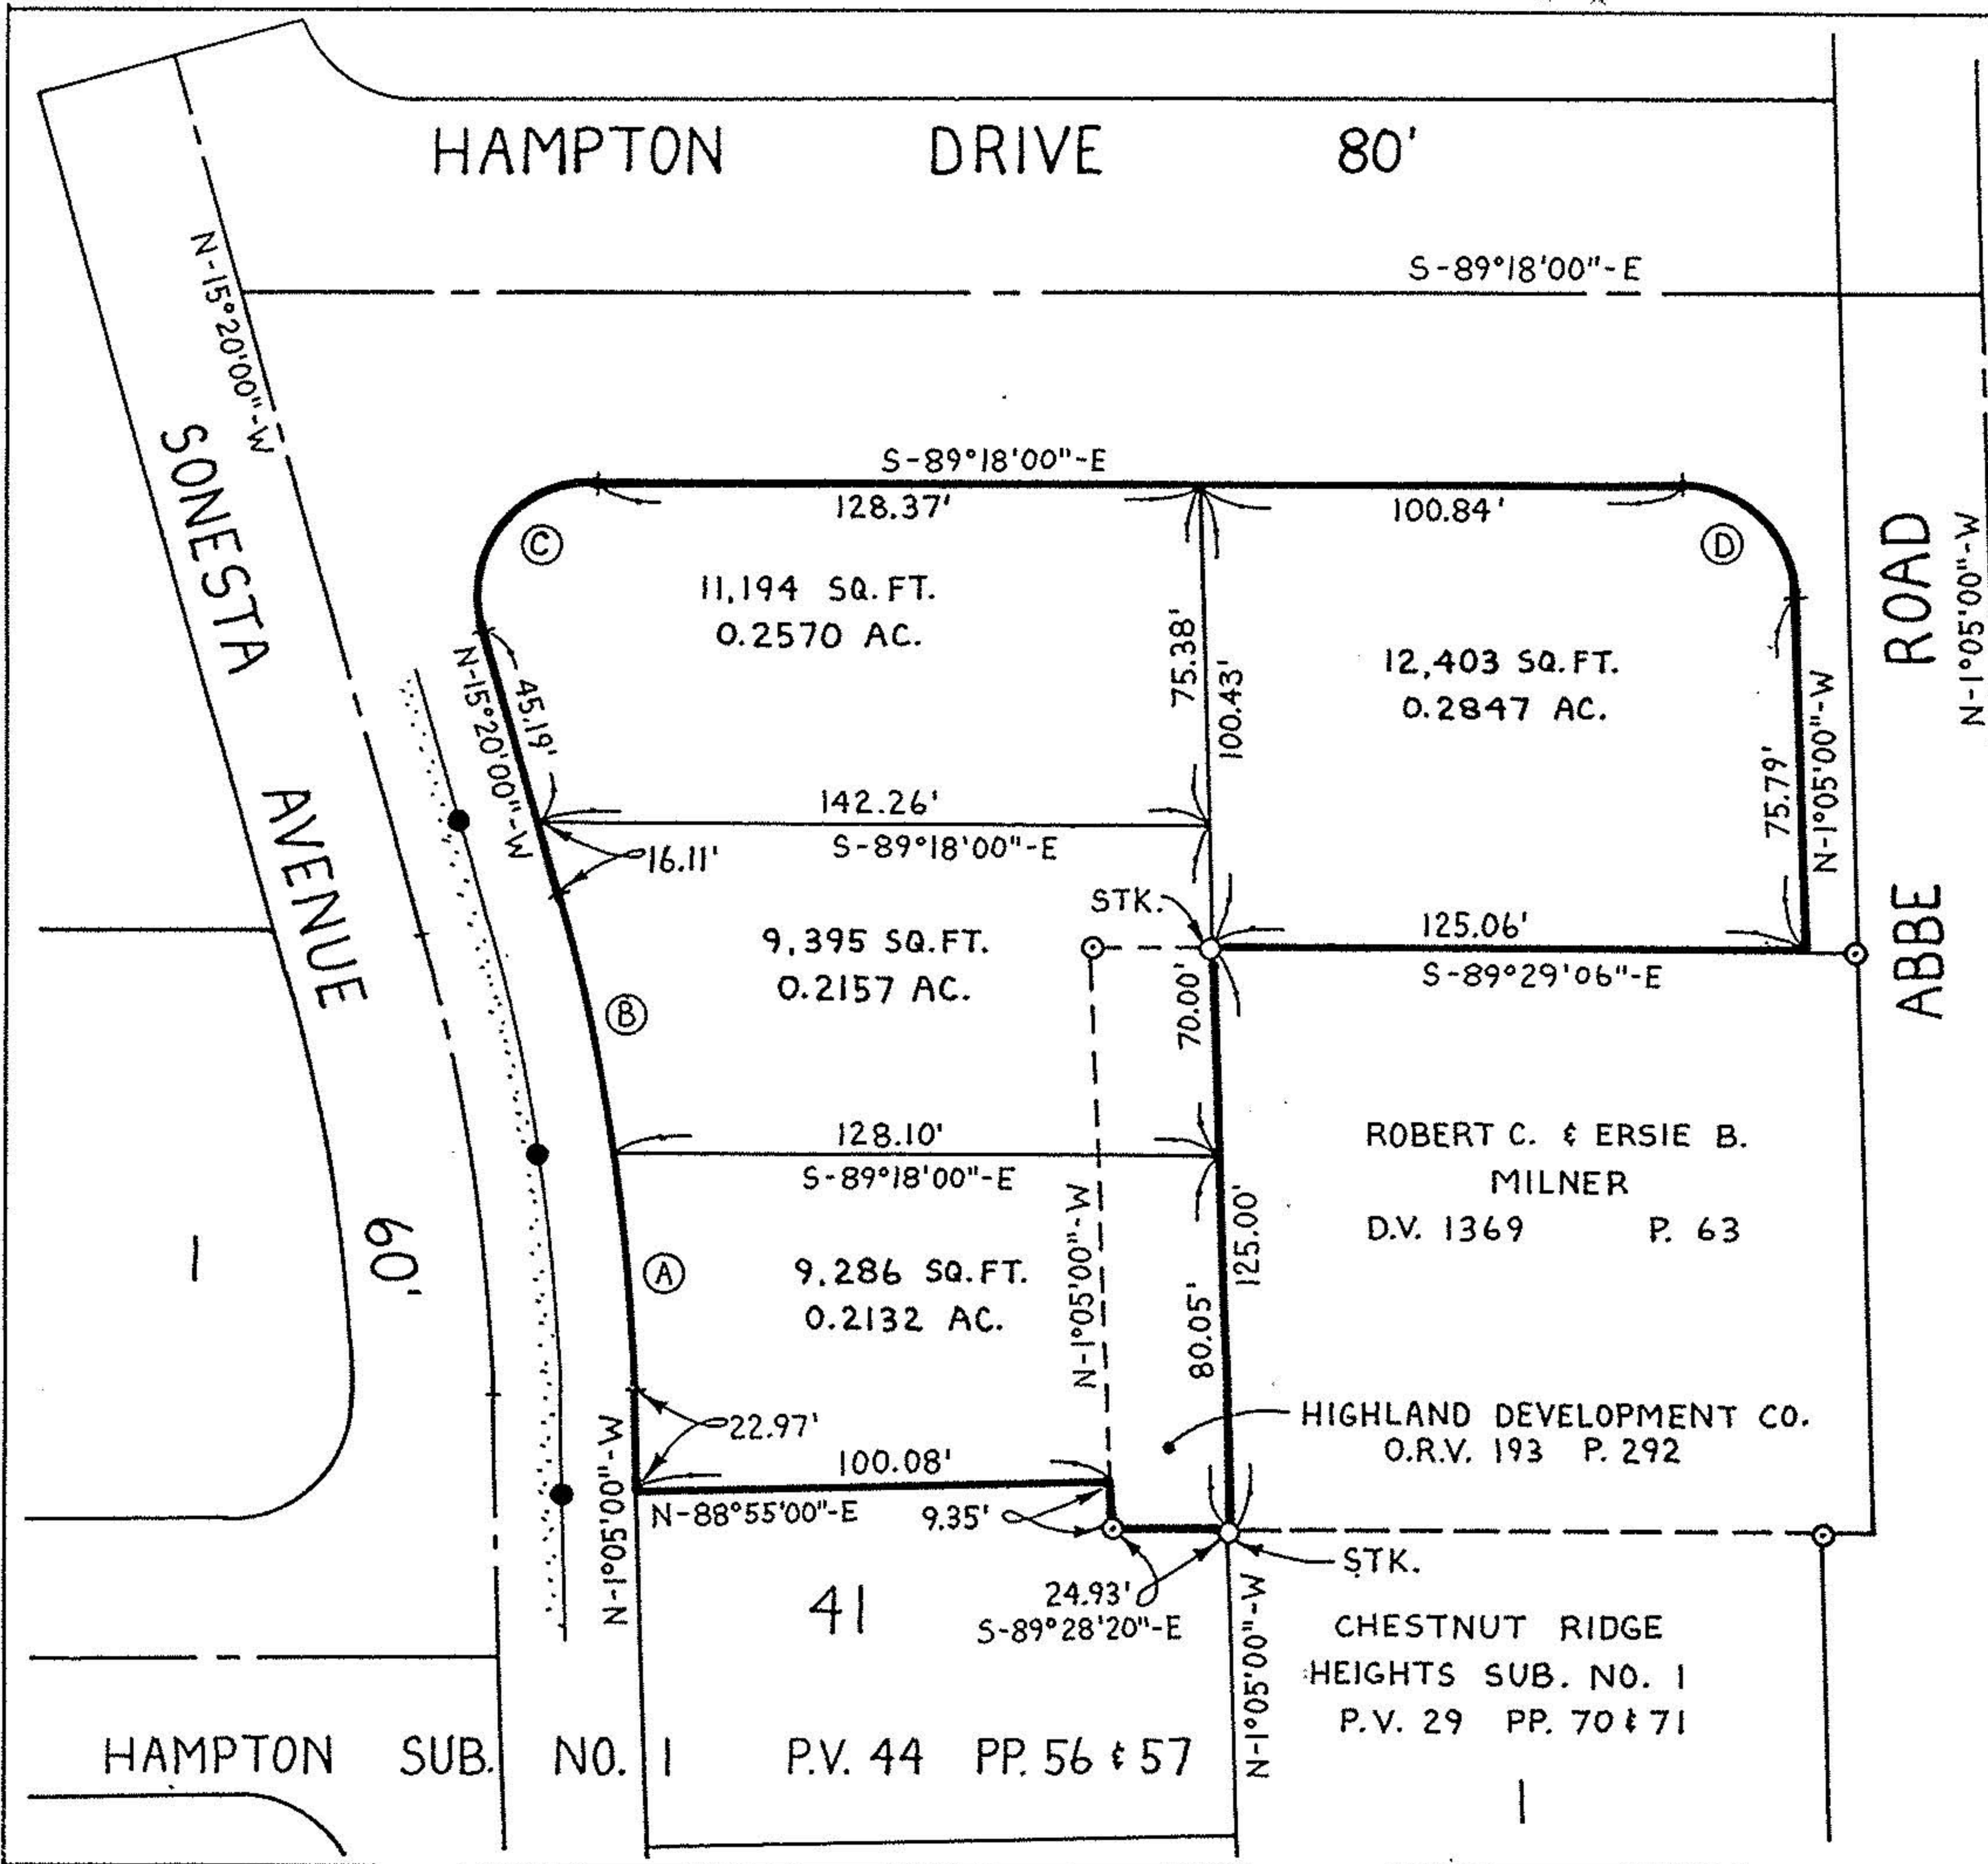 HAMPTON DRIVE 80'
S-89°18'00"-E
N-15°20'00"-W
SONESTA AVENUE 60'
ABBE ROAD
N-1°05'00"-W
S-89°18'00"-E
128.37'
100.84'
C
D
11,194 SQ. FT.
0.2570 AC.
75.38'
100.43'
12,403 SQ. FT.
0.2847 AC.
45.19'
N-15°20'00"-W
75.79'
N-1°05'00"-W
142.26'
S-89°18'00"-E
16.11'
STK.
125.06'
S-89°29'06"-E
9,395 SQ. FT.
0.2157 AC.
B
70.00'
128.10'
S-89°18'00"-E
ROBERT C. & ERSIE B.
MILNER
D.V. 1369 P. 63
N-1°05'00"-W
125.00'
80.05'
1
A
9,286 SQ. FT.
0.2132 AC.
HIGHLAND DEVELOPMENT CO.
O.R.V. 193 P. 292
22.97'
100.08'
N-88°55'00"-E
9.35'
N-1°05'00"-W
STK.
24.93'
S-89°28'20"-E
41
N-1°05'00"-W
CHESTNUT RIDGE
HEIGHTS SUB. NO. 1
P.V. 29 PP. 70 & 71
HAMPTON SUB. NO. 1 P.V. 44 PP. 56 & 57
1